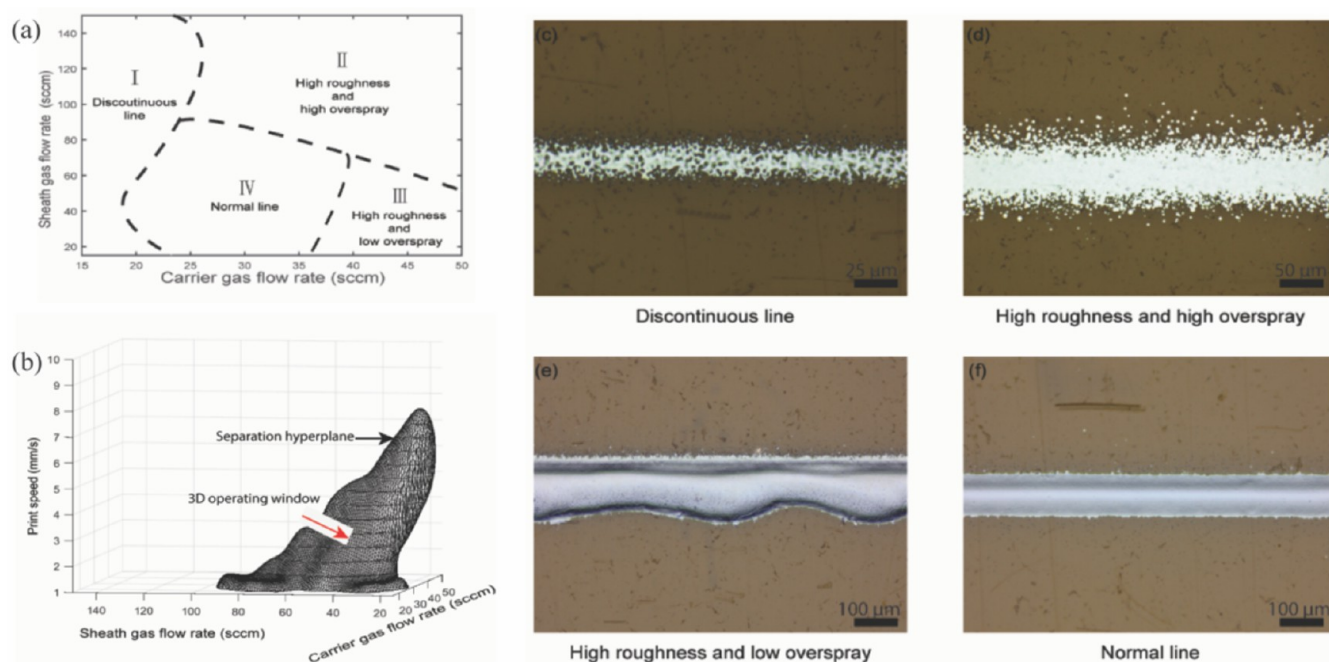 (a)
Sheath gas flow rate (sccm)
140
120
100
80
60
40
20
I
Discoutinuous
line
II
High roughness
and
high overspray
IV
Normal line
III
High roughness
and
low overspray
15 20 25 30 35 40 45 50
Carrier gas flow rate (sccm)
(b)
Print speed (mm/s)
10
9
8
7
6
5
4
3
2
1
Separation hyperplane
3D operating window
140 100 80 60 40 20
Sheath gas flow rate (sccm)
20 30 40 50
Carrier gas flow rate (sccm)
(c)
25 μm
Discontinuous line
(d)
50 μm
High roughness and high overspray
(e)
100 μm
High roughness and low overspray
(f)
100 μm
Normal line